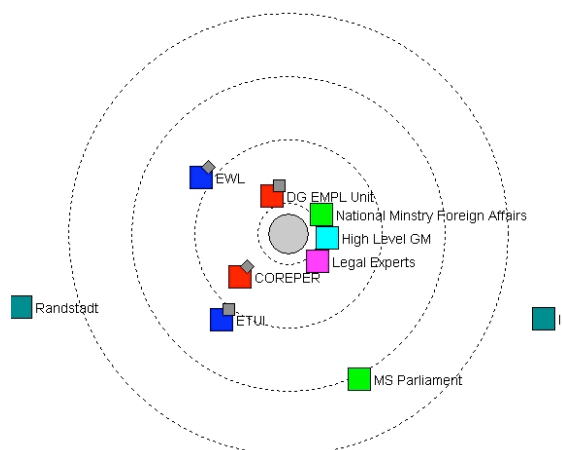 EWL
DG EMPL Unit
National Minstry Foreign Affairs
High Level GM
Legal Experts
COREPER
Randstadt
ETUI
MS Parliament